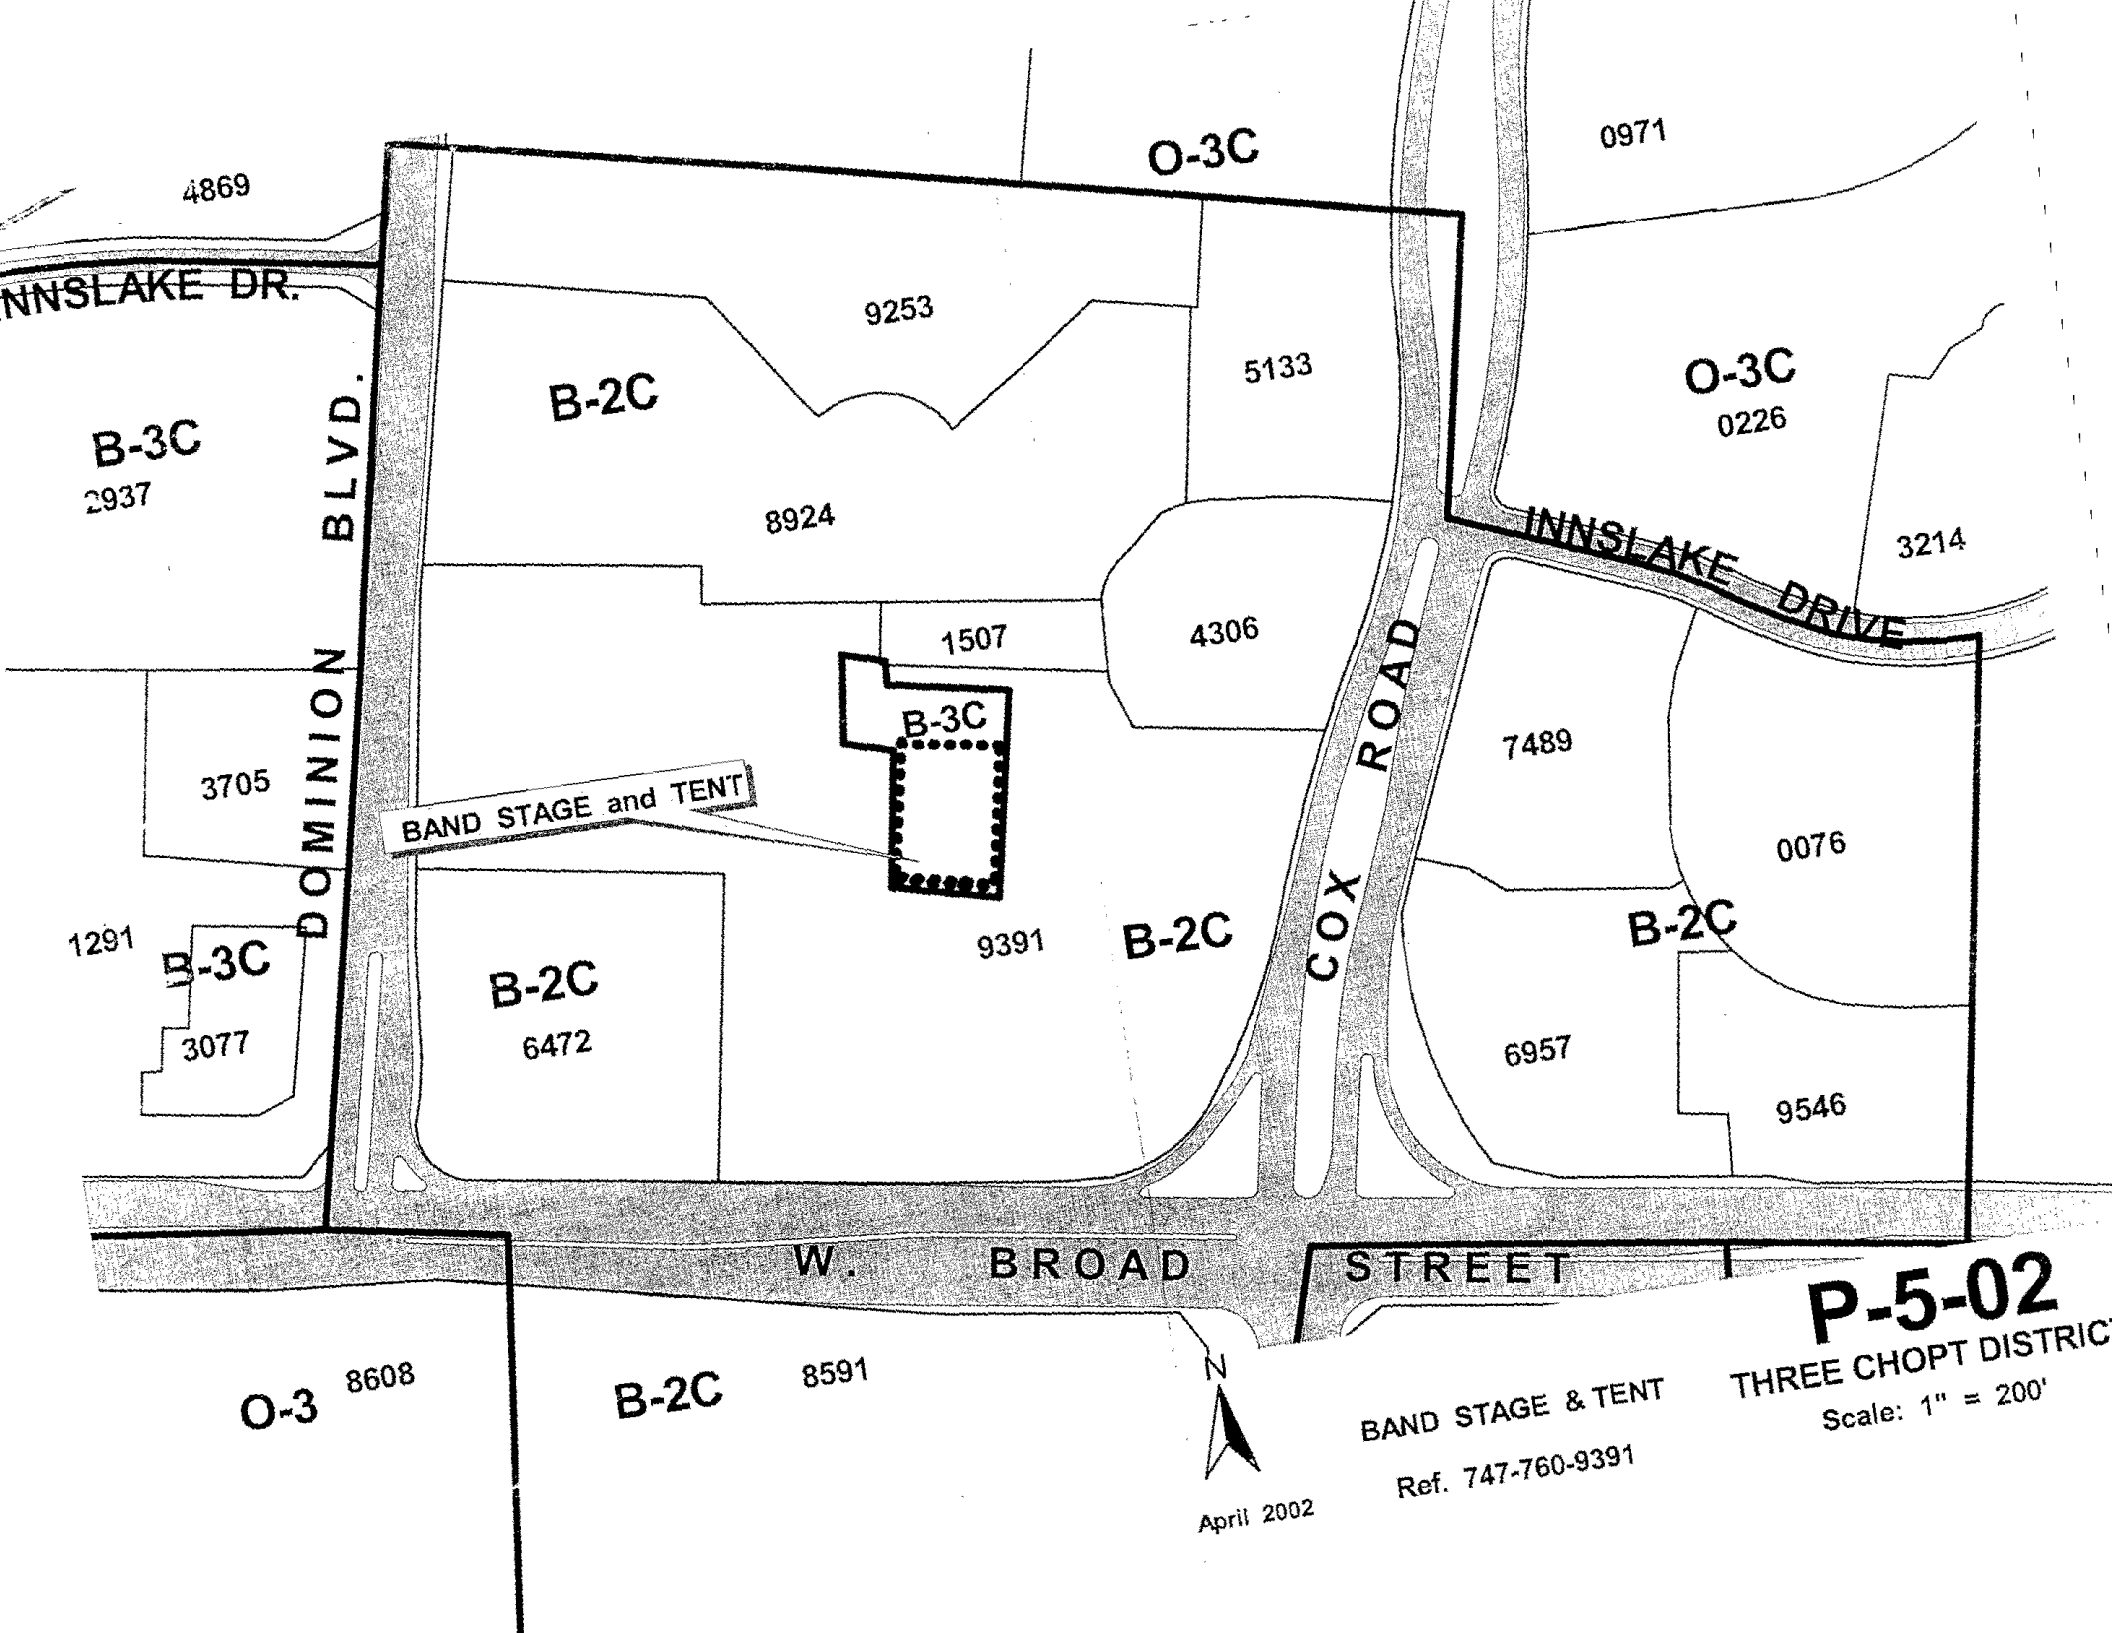 O-3C
0971
4869
NNSLAKE DR.
9253
5133
B-2C
O-3C
0226
B-3C
2937
8924
INNSLAKE DRIVE
3214
1507
4306
B-3C
7489
3705
BAND STAGE and TENT
DOMINION BLVD.
COX ROAD
0076
1291
B-3C
3077
B-2C
6472
9391
B-2C
B-2C
6957
9546
W. BROAD STREET
O-3
8608
B-2C
8591
N
April 2002
BAND STAGE & TENT
Ref. 747-760-9391
P-5-02
THREE CHOPT DISTRICT
Scale: 1" = 200'